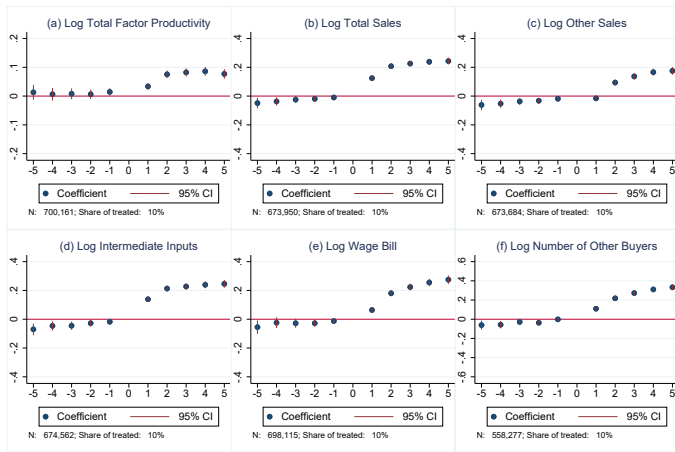 (a) Log Total Factor Productivity
.2
.1
0
-.1
-.2
-5 -4 -3 -2 -1 0 1 2 3 4 5
Coefficient 95% CI
N: 700,161; Share of treated: 10%
(b) Log Total Sales
.4
.2
0
-.2
-.4
-5 -4 -3 -2 -1 0 1 2 3 4 5
Coefficient 95% CI
N: 673,950; Share of treated: 10%
(c) Log Other Sales
.4
.2
0
-.2
-.4
-5 -4 -3 -2 -1 0 1 2 3 4 5
Coefficient 95% CI
N: 673,684; Share of treated: 10%
(d) Log Intermediate Inputs
.4
.2
0
-.2
-.4
-5 -4 -3 -2 -1 0 1 2 3 4 5
Coefficient 95% CI
N: 674,562; Share of treated: 10%
(e) Log Wage Bill
.4
.2
0
-.2
-.4
-5 -4 -3 -2 -1 0 1 2 3 4 5
Coefficient 95% CI
N: 698,115; Share of treated: 10%
(f) Log Number of Other Buyers
.6
.4
.2
0
-.2
-.4
-.6
-5 -4 -3 -2 -1 0 1 2 3 4 5
Coefficient 95% CI
N: 558,277; Share of treated: 10%